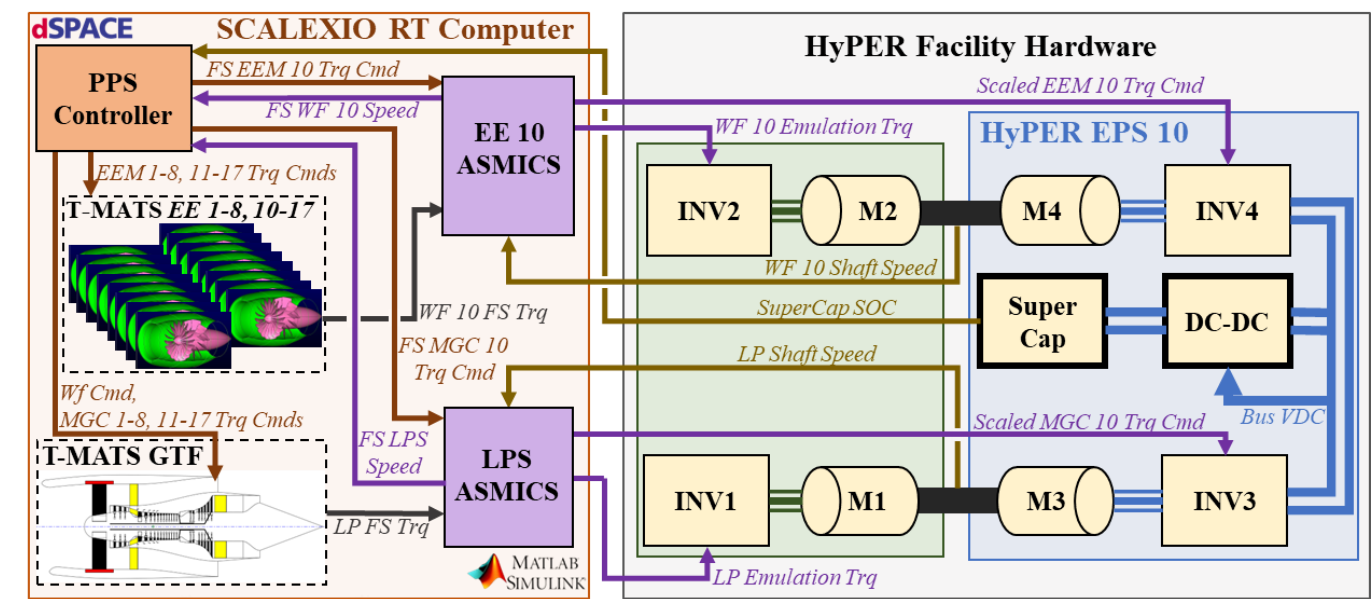 dSPACE
SCALEXIO RT Computer
PPS
Controller
FS EEM 10 Trq Cmd
FS WF 10 Speed
EE 10
ASMICS
EEM 1-8, 11-17 Trq Cmds
T-MATS EE 1-8, 10-17
WF 10 FS Trq
FS MGC 10
Trq Cmd
Wf Cmd,
MGC 1-8, 11-17 Trq Cmds
T-MATS GTF
FS LPS
Speed
LPS
ASMICS
LP FS Trq
MATLAB
SIMULINK
HyPER Facility Hardware
Scaled EEM 10 Trq Cmd
WF 10 Emulation Trq
HyPER EPS 10
INV2
M2
M4
INV4
WF 10 Shaft Speed
SuperCap SOC
Super
Cap
DC-DC
LP Shaft Speed
Bus VDC
Scaled MGC 10 Trq Cmd
INV1
M1
M3
INV3
LP Emulation Trq